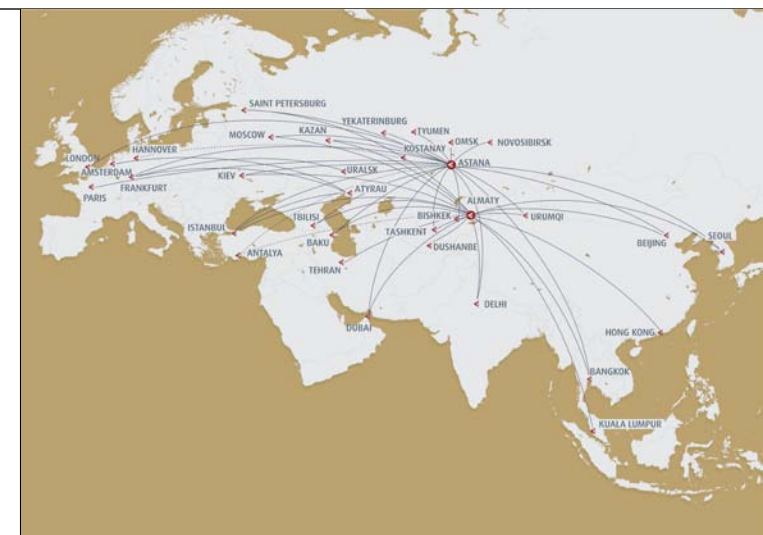 SAINT PETERSBURG
YEKATERINBURG
TYUMEN
MOSCOW
KAZAN
OMSK
NOVOSIBIRSK
HANNOVER
KOSTANAY
LONDON
ASTANA
AMSTERDAM
URALSK
KIEV
FRANKFURT
ATYRAU
PARIS
ALMATY
TBILISI
BISHKEK
URUMQI
ISTANBUL
TASHKENT
SEOUL
BAKU
BEIJING
DUSHANBE
ANTALYA
TEHRAN
DELHI
DUBAI
HONG KONG
BANGKOK
KUALA LUMPUR